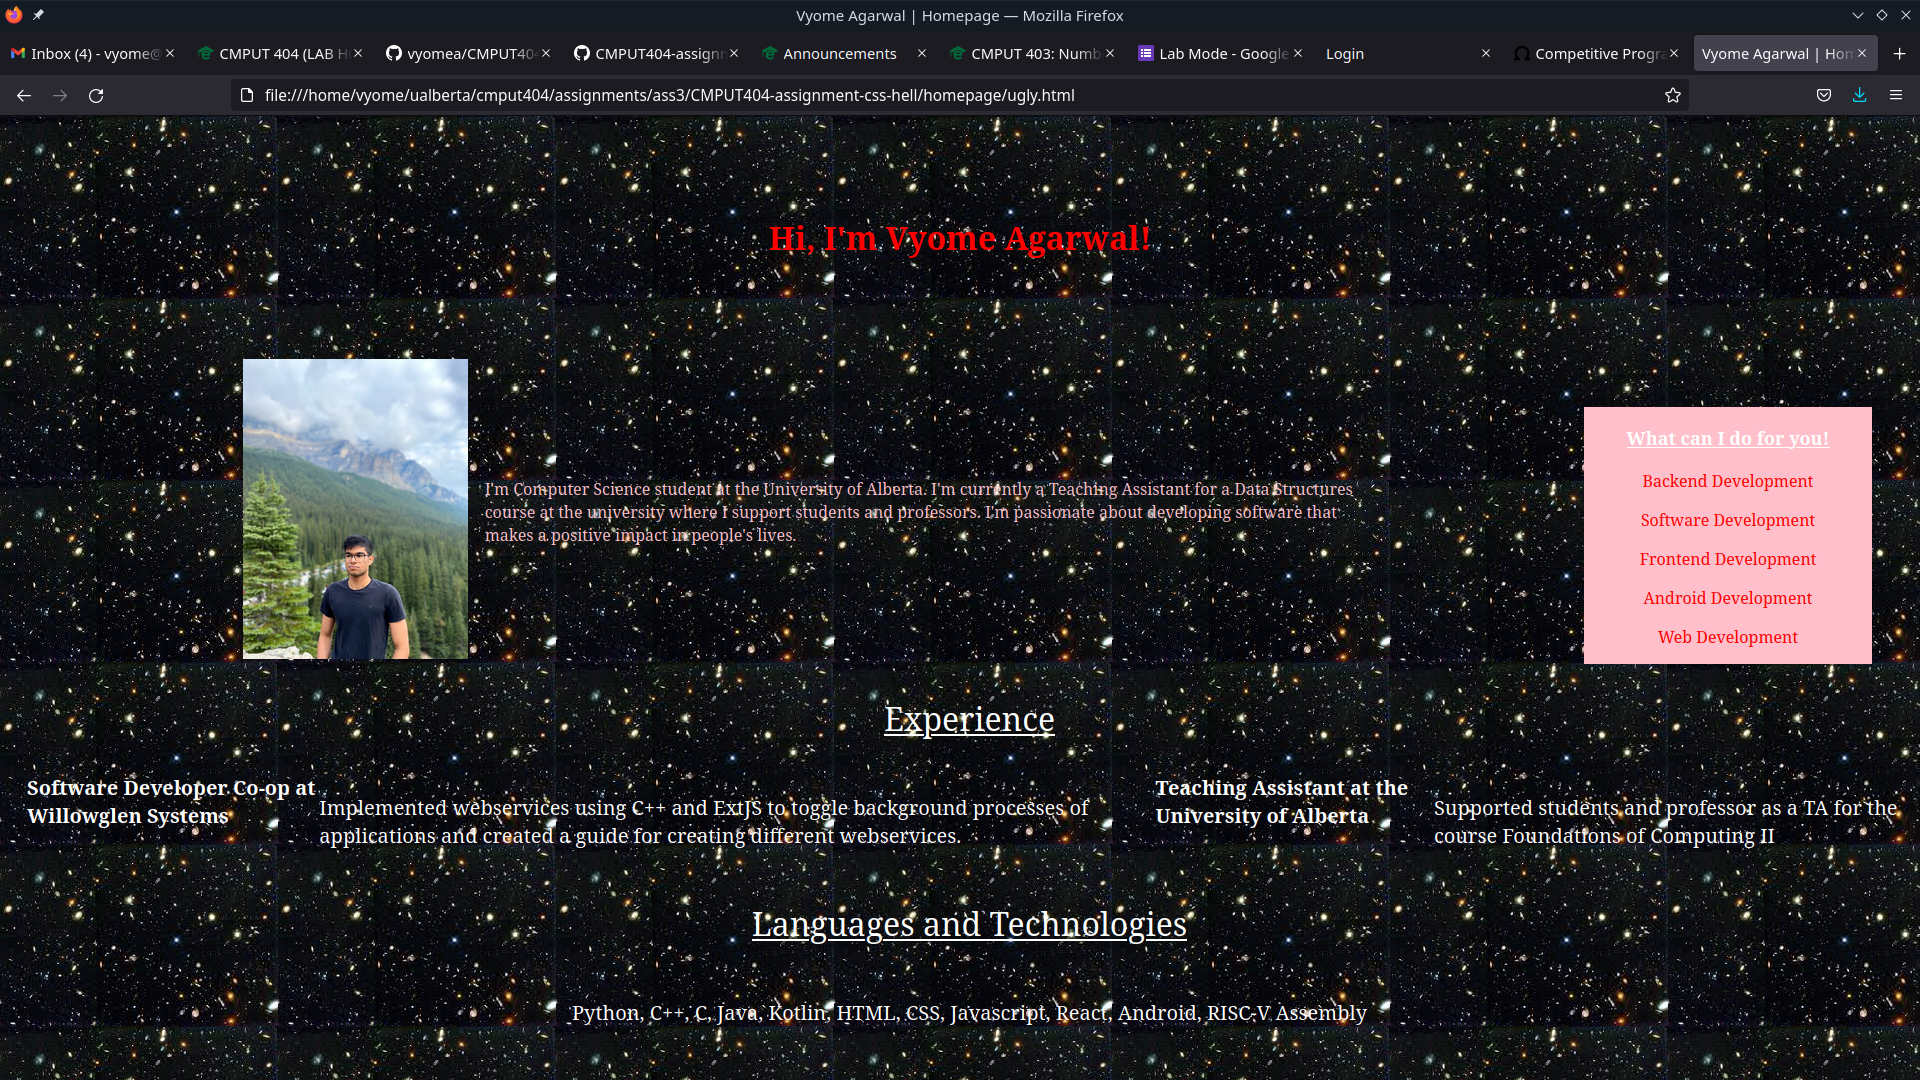 Vyome Agarwal | Homepage — Mozilla Firefox
Inbox (4) - vyome@
CMPUT 404 (LAB H
vyomea/CMPUT40
CMPUT404-assign
Announcements
CMPUT 403: Numb
Lab Mode - Google
Login
Competitive Progra
Vyome Agarwal | Hom
file:///home/vyome/ualberta/cmput404/assignments/ass3/CMPUT404-assignment-css-hell/homepage/ugly.html
Hi, I'm Vyome Agarwal!
I'm Computer Science student at the University of Alberta. I'm currently a Teaching Assistant for a Data Structures
course at the university where I support students and professors. I'm passionate about developing software that
makes a positive impact in people's lives.
What can I do for you!
Backend Development
Software Development
Frontend Development
Android Development
Web Development
Experience
Software Developer Co-op at
Willowglen Systems
Implemented webservices using C++ and ExtJS to toggle background processes of
applications and created a guide for creating different webservices.
Teaching Assistant at the
University of Alberta
Supported students and professor as a TA for the
course Foundations of Computing II
Languages and Technologies
Python, C++, C, Java, Kotlin, HTML, CSS, Javascript, React, Android, RISC-V Assembly